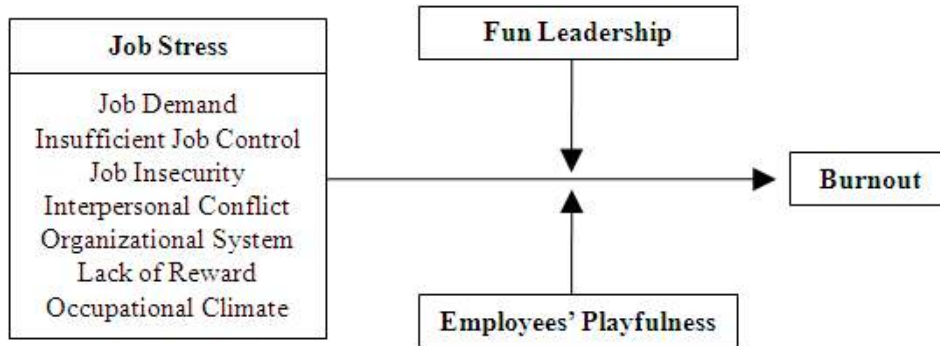 Job Stress
Job Demand
Insufficient Job Control
Job Insecurity
Interpersonal Conflict
Organizational System
Lack of Reward
Occupational Climate
Fun Leadership
Employees' Playfulness
Burnout